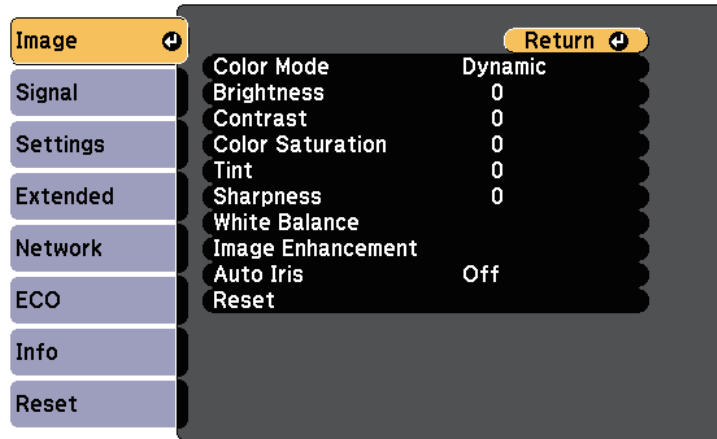 Image
Signal
Settings
Extended
Network
ECO
Info
Reset
Return
Color Mode Dynamic
Brightness 0
Contrast 0
Color Saturation 0
Tint 0
Sharpness 0
White Balance
Image Enhancement
Auto Iris Off
Reset